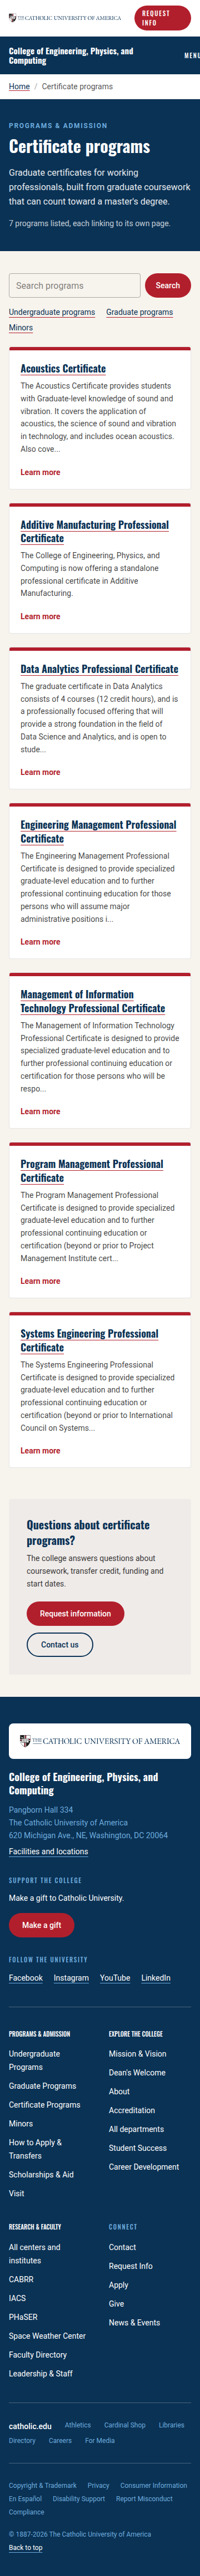 THE CATHOLIC UNIVERSITY OF AMERICA
REQUEST
INFO
College of Engineering, Physics, and
Computing
MENU
Home / Certificate programs
PROGRAMS & ADMISSION
Certificate programs
Graduate certificates for working
professionals, built from graduate coursework
that can count toward a master's degree.
7 programs listed, each linking to its own page.
Search programs
Search
Undergraduate programs
Graduate programs
Minors
Acoustics Certificate
The Acoustics Certificate provides students
with Graduate-level knowledge of sound and
vibration. It covers the application of
acoustics, the science of sound and vibration
in technology, and includes ocean acoustics.
Also cove...
Learn more
Additive Manufacturing Professional
Certificate
The College of Engineering, Physics, and
Computing is now offering a standalone
professional certificate in Additive
Manufacturing.
Learn more
Data Analytics Professional Certificate
The graduate certificate in Data Analytics
consists of 4 courses (12 credit hours), and is
a professionally focused offering that will
provide a strong foundation in the field of
Data Science and Analytics, and is open to
stude...
Learn more
Engineering Management Professional
Certificate
The Engineering Management Professional
Certificate is designed to provide specialized
graduate-level education and to further
professional continuing education for those
persons who will assume major
administrative positions i...
Learn more
Management of Information
Technology Professional Certificate
The Management of Information Technology
Professional Certificate is designed to provide
specialized graduate-level education and to
further professional continuing education or
certification for those persons who will be
respo...
Learn more
Program Management Professional
Certificate
The Program Management Professional
Certificate is designed to provide specialized
graduate-level education and to further
professional continuing education or
certification (beyond or prior to Project
Management Institute cert...
Learn more
Systems Engineering Professional
Certificate
The Systems Engineering Professional
Certificate is designed to provide specialized
graduate-level education and to further
professional continuing education or
certification (beyond or prior to International
Council on Systems...
Learn more
Questions about certificate
programs?
The college answers questions about
coursework, transfer credit, funding and
start dates.
Request information
Contact us
THE CATHOLIC UNIVERSITY OF AMERICA
College of Engineering, Physics, and
Computing
Pangborn Hall 334
The Catholic University of America
620 Michigan Ave., NE, Washington, DC 20064
Facilities and locations
SUPPORT THE COLLEGE
Make a gift to Catholic University.
Make a gift
FOLLOW THE UNIVERSITY
Facebook Instagram YouTube LinkedIn
PROGRAMS & ADMISSION
Undergraduate
Programs
Graduate Programs
Certificate Programs
Minors
How to Apply &
Transfers
Scholarships & Aid
Visit
EXPLORE THE COLLEGE
Mission & Vision
Dean's Welcome
About
Accreditation
All departments
Student Success
Career Development
RESEARCH & FACULTY
All centers and
institutes
CABRR
IACS
PHaSER
Space Weather Center
Faculty Directory
Leadership & Staff
CONNECT
Contact
Request Info
Apply
Give
News & Events
catholic.edu Athletics Cardinal Shop Libraries
Directory Careers For Media
Copyright & Trademark Privacy Consumer Information
En Español Disability Support Report Misconduct
Compliance
© 1887-2026 The Catholic University of America
Back to top